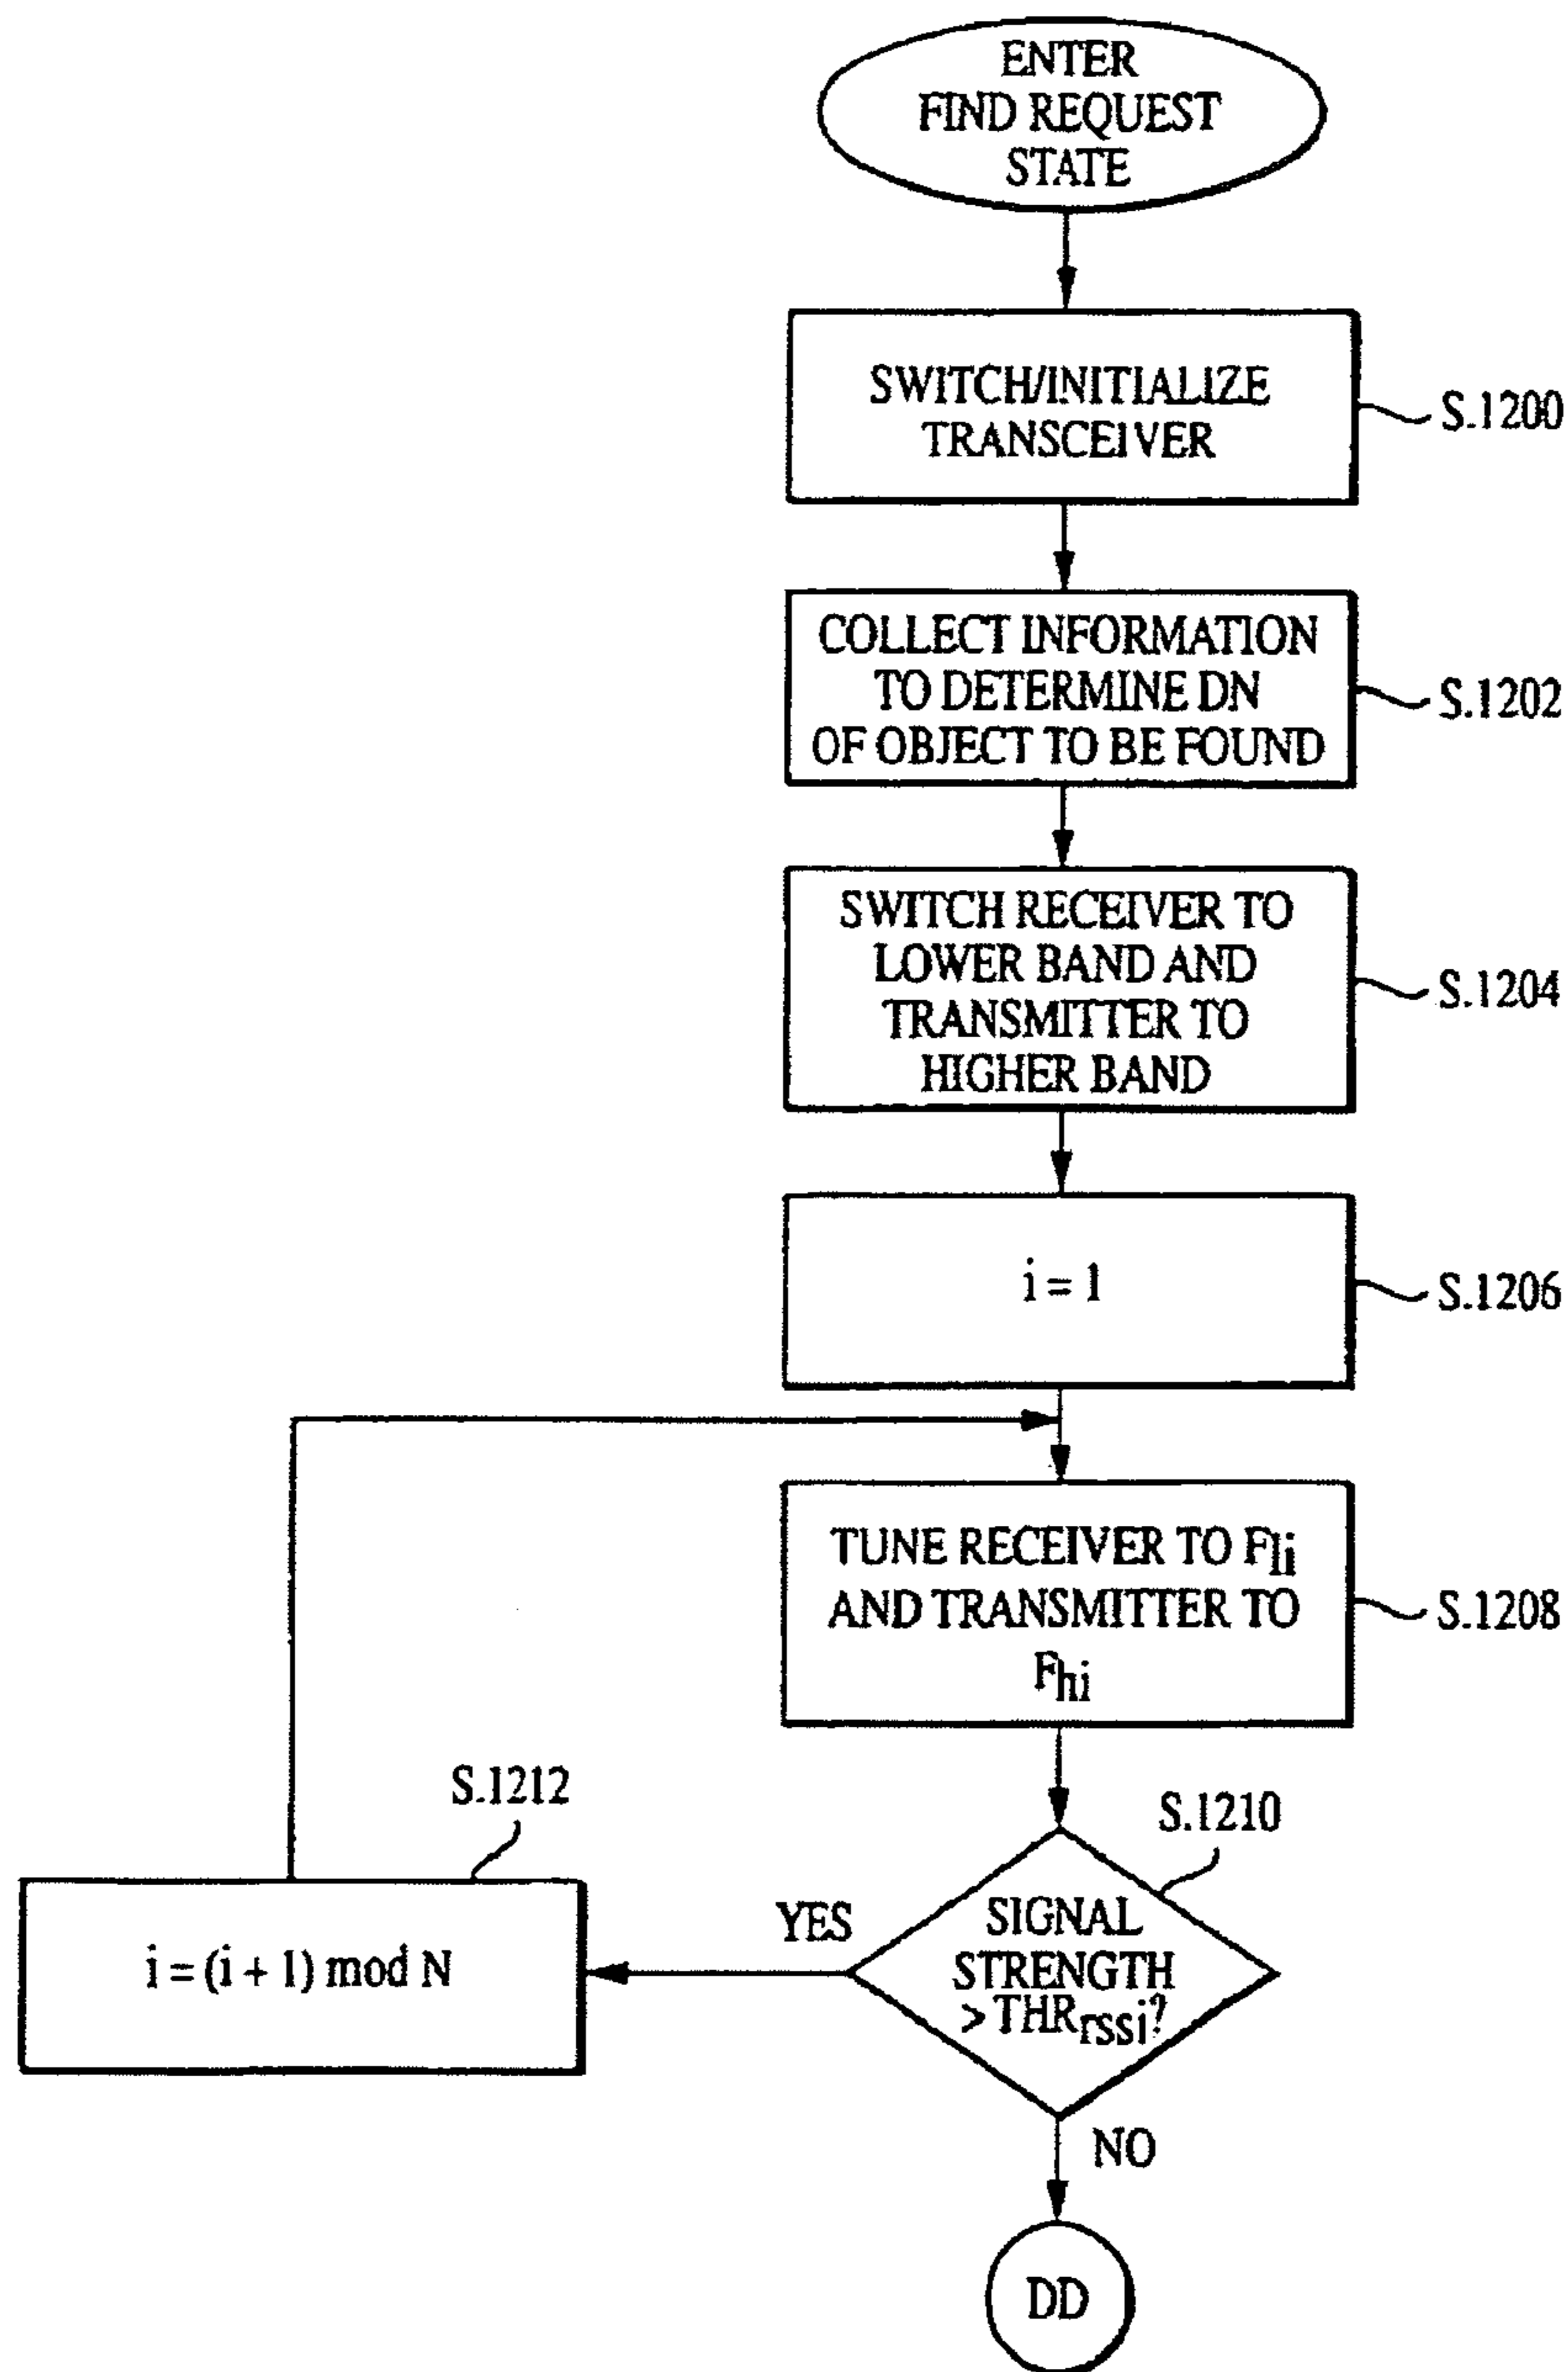 ENTER
FIND REQUEST
STATE
SWITCH/INITIALIZE
TRANSCEIVER
S.1200
COLLECT INFORMATION
TO DETERMINE DN
OF OBJECT TO BE FOUND
S.1202
SWITCH RECEIVER TO
LOWER BAND AND
TRANSMITTER TO
HIGHER BAND
S.1204
i = 1
S.1206
TUNE RECEIVER TO Fli
AND TRANSMITTER TO
Fhi
S.1208
S.1212
i = (i + 1) mod N
YES
S.1210
SIGNAL
STRENGTH
> THRrssi?
NO
DD